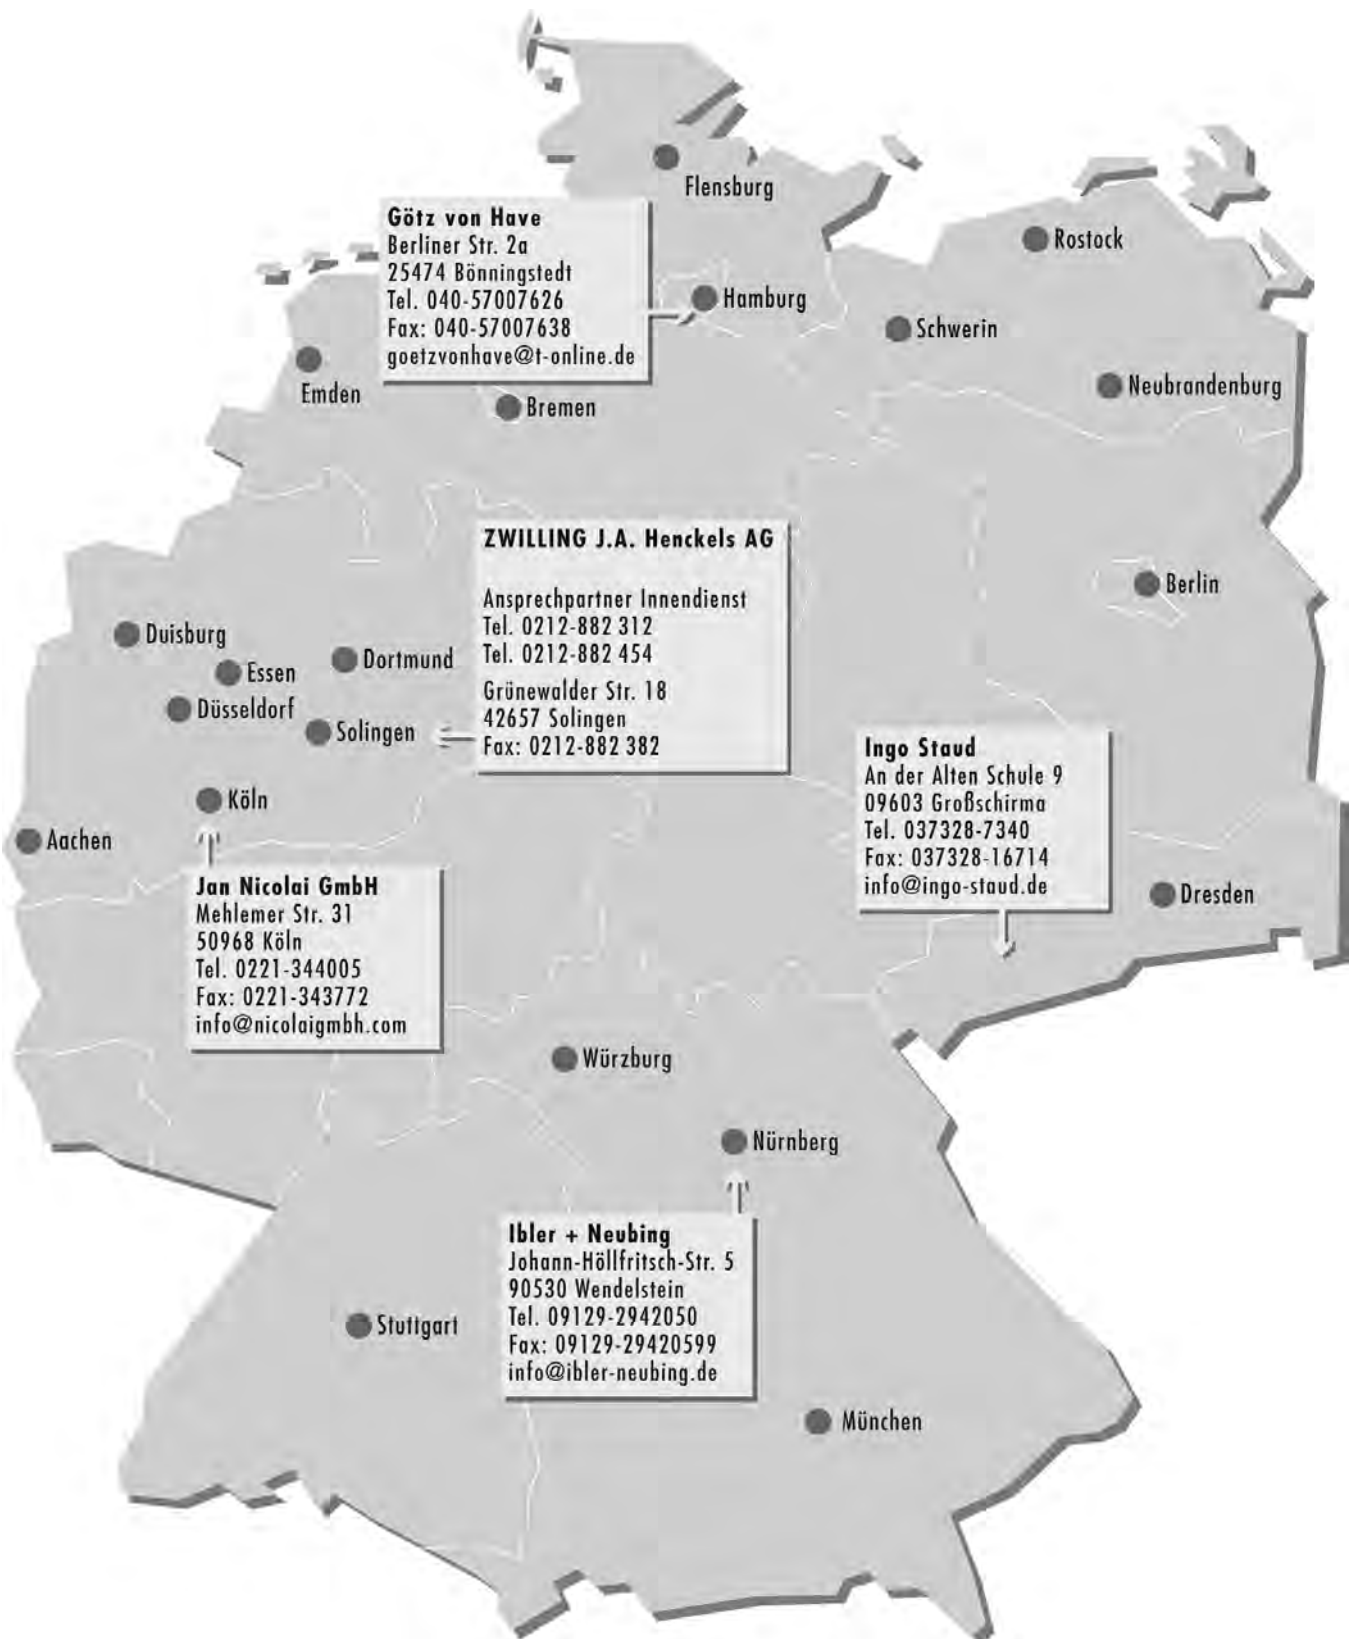 Flensburg
Götz von Have
Berliner Str. 2a
25474 Bönningstedt
Tel. 040-57007626
Fax: 040-57007638
goetzvonhave@t-online.de
Rostock
Hamburg
Schwerin
Emden
Bremen
Neubrandenburg
ZWILLING J.A. Henckels AG
Ansprechpartner Innendienst
Tel. 0212-882 312
Tel. 0212-882 454
Grünewalder Str. 18
42657 Solingen
Fax: 0212-882 382
Berlin
Duisburg
Essen
Dortmund
Düsseldorf
Solingen
Köln
Aachen
Ingo Staud
An der Alten Schule 9
09603 Großschirma
Tel. 037328-7340
Fax: 037328-16714
info@ingo-staud.de
Dresden
Jan Nicolai GmbH
Mehlemer Str. 31
50968 Köln
Tel. 0221-344005
Fax: 0221-343772
info@nicolaigmbh.com
Würzburg
Nürnberg
Ibler + Neubing
Johann-Höllfritsch-Str. 5
90530 Wendelstein
Tel. 09129-2942050
Fax: 09129-29420599
info@ibler-neubing.de
Stuttgart
München